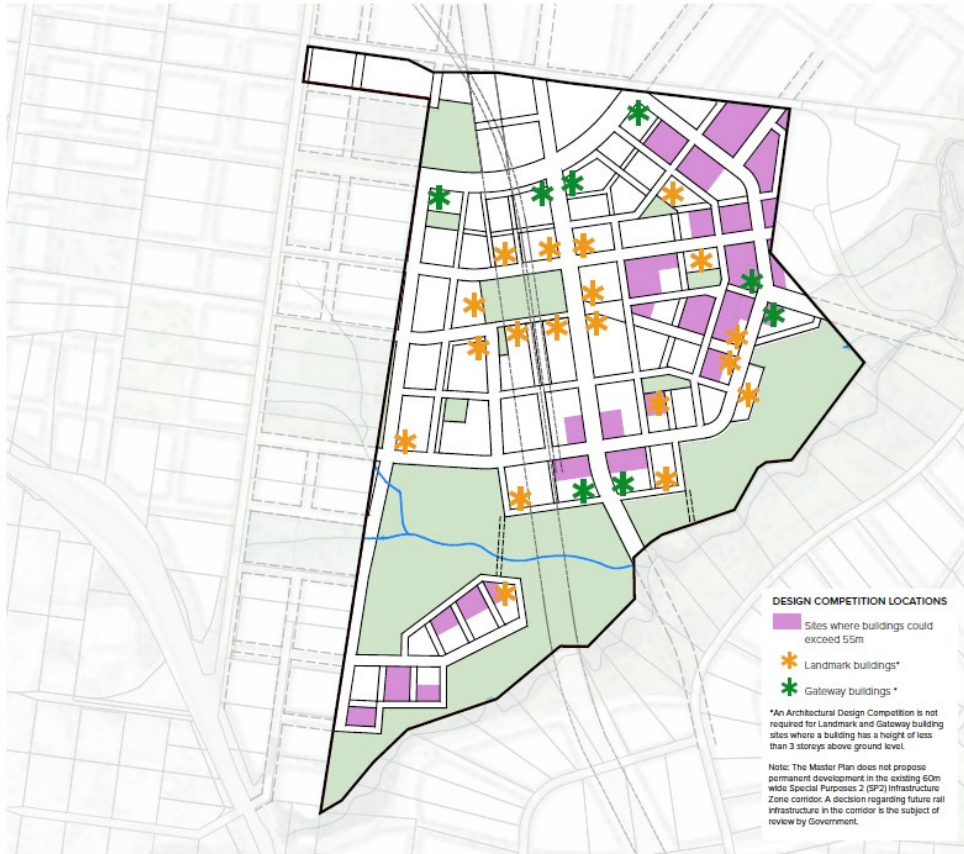 DESIGN COMPETITION LOCATIONS
Sites where buildings could
exceed 55m
Landmark buildings*
Gateway buildings *
*An Architectural Design Competition is not
required for Landmark and Gateway building
sites where a building has a height of less
than 3 storeys above ground level.
Note: The Master Plan does not propose
permanent development in the existing 60m
wide Special Purposes 2 (SP2) Infrastructure
Zone corridor. A decision regarding future rail
infrastructure in the corridor is the subject of
review by Government.